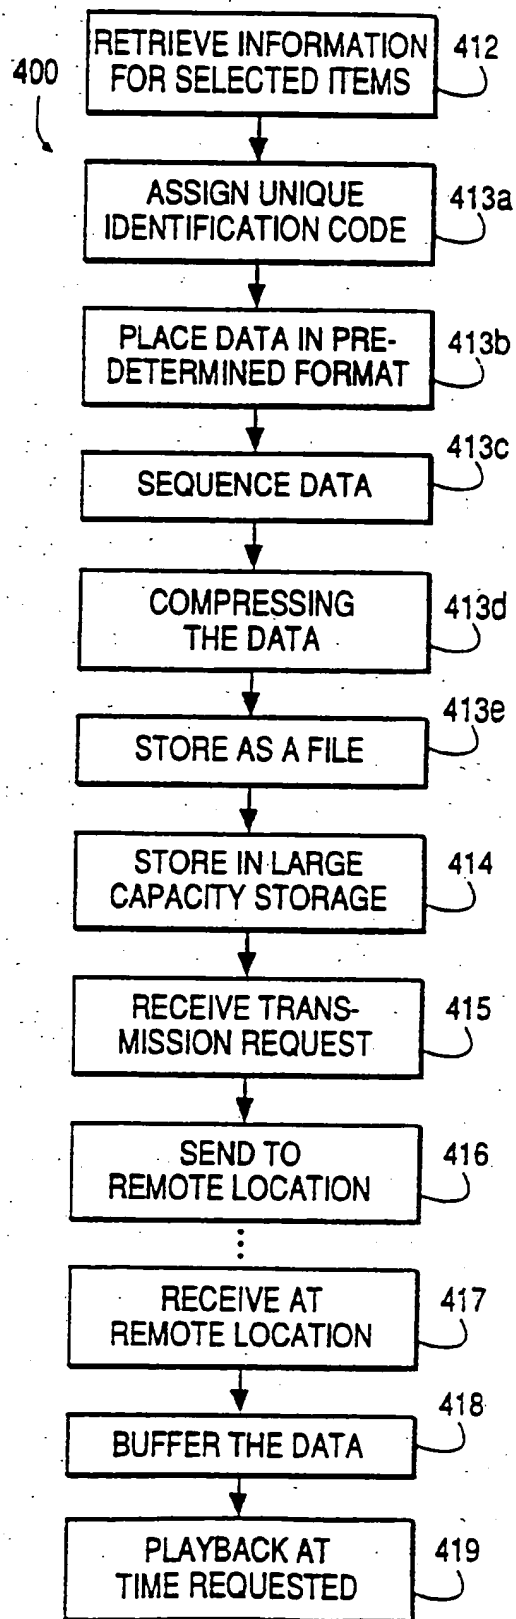 400
RETRIEVE INFORMATION
FOR SELECTED ITEMS
412
ASSIGN UNIQUE
IDENTIFICATION CODE
413a
PLACE DATA IN PRE-
DETERMINED FORMAT
413b
SEQUENCE DATA
413c
COMPRESSING
THE DATA
413d
STORE AS A FILE
413e
STORE IN LARGE
CAPACITY STORAGE
414
RECEIVE TRANS-
MISSION REQUEST
415
SEND TO
REMOTE LOCATION
416
RECEIVE AT
REMOTE LOCATION
417
BUFFER THE DATA
418
PLAYBACK AT
TIME REQUESTED
419